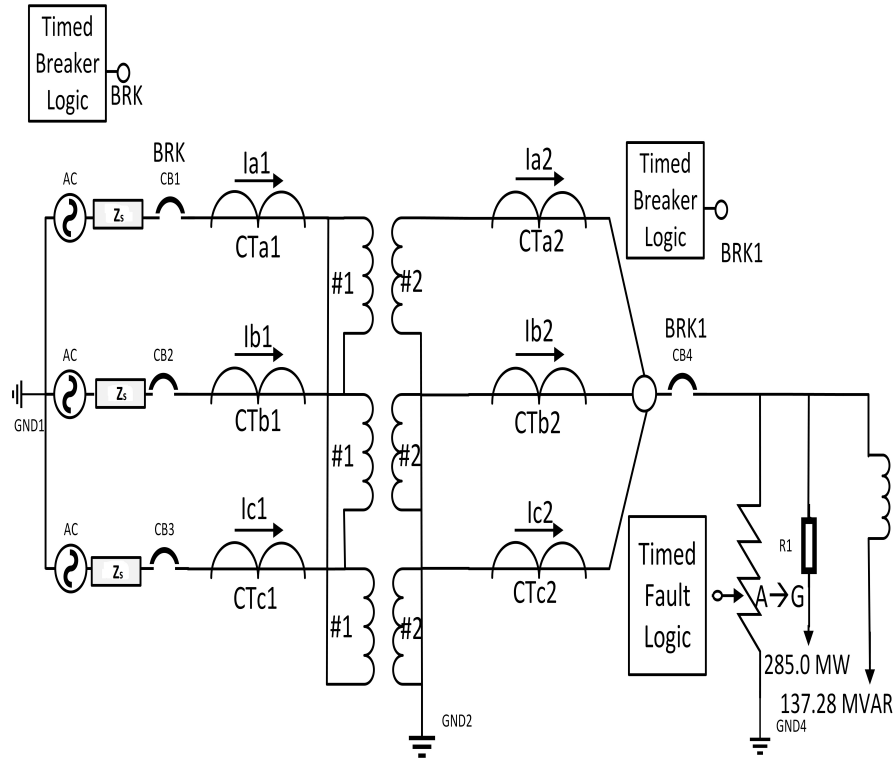 Timed
Breaker
Logic
BRK
BRK
AC
CB1
Zs
Ia1
CTa1
#1
#2
Ia2
CTa2
Timed
Breaker
Logic
BRK1
AC
CB2
Zs
GND1
Ib1
CTb1
#1
#2
Ib2
CTb2
BRK1
CB4
AC
CB3
Zs
Ic1
CTc1
#1
#2
Ic2
CTc2
Timed
Fault
Logic
A→G
R1
285.0 MW
137.28 MVAR
GND2
GND4